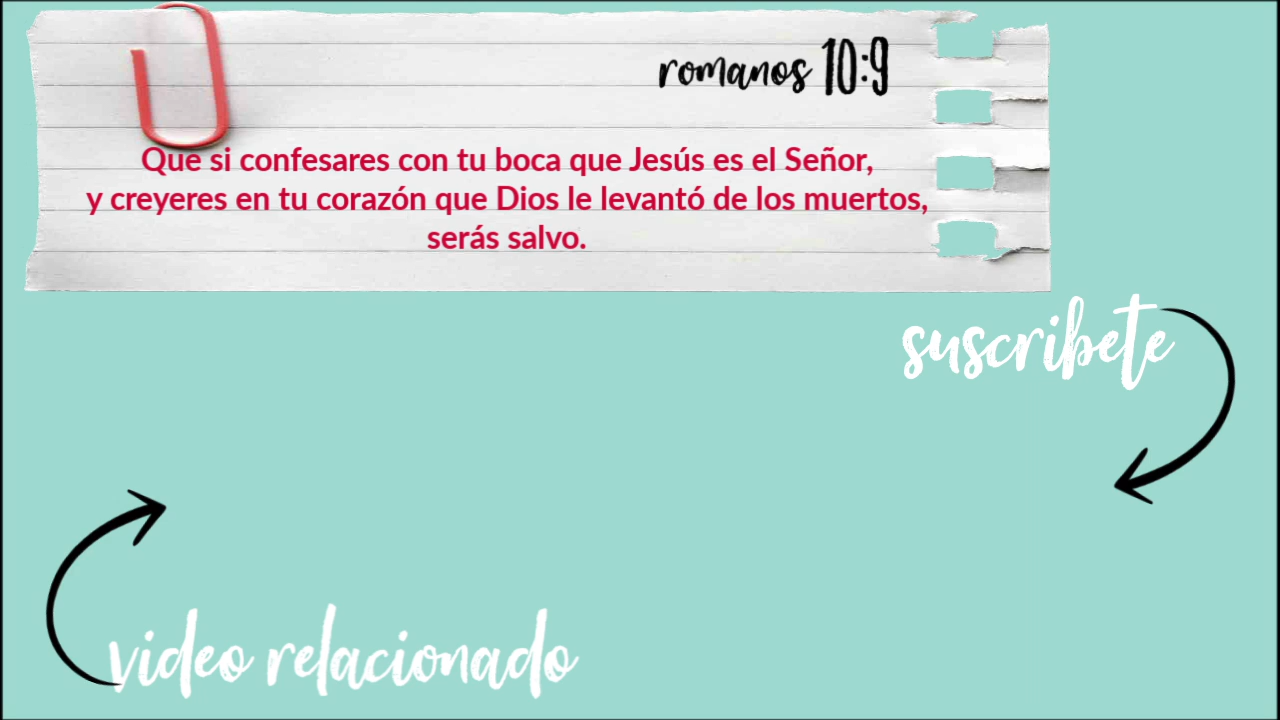 romanos 10:9
Que si confesares con tu boca que Jesús es el Señor,
y creyeres en tu corazón que Dios le levantó de los muertos,
serás salvo.
suscribete
video relacionado